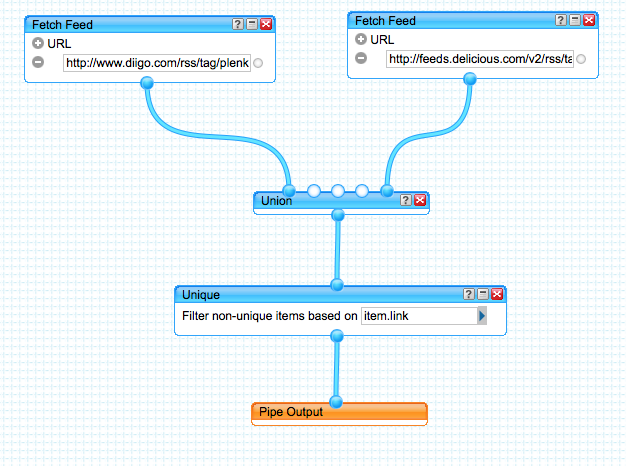 Fetch Feed
URL
http://www.diigo.com/rss/tag/plenk
Fetch Feed
URL
http://feeds.delicious.com/v2/rss/ta
Union
Unique
Filter non-unique items based on item.link
Pipe Output